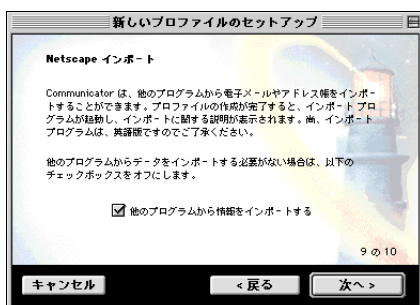 新しいプロファイルのセットアップ
Netscape インポート
Communicator は、他のプログラムから電子メールやアドレス帳をインポー
トすることができます。プロファイルの作成が完了すると、インポート プロ
グラムが起動し、インポートに関する説明が表示されます。尚、インポート
プログラムは、英語版ですのでご了承ください。
他のプログラムからデータをインポートする必要がない場合は、以下の
チェックボックスをオフにします。
他のプログラムから情報をインポートする
9 の 10
キャンセル
< 戻る
次へ >